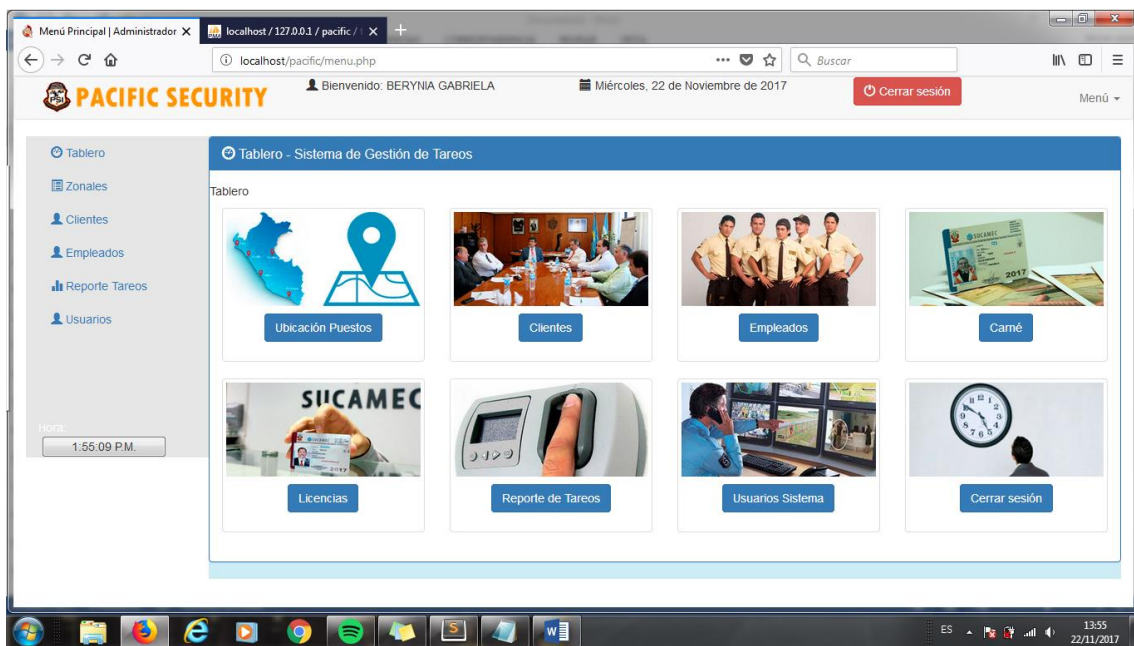 Menú Principal | Administrador
localhost / 127.0.0.1 / pacific /
localhost/pacific/menu.php
Buscar
PSI PACIFIC SECURITY
Bienvenido: BERYNIA GABRIELA
Miércoles, 22 de Noviembre de 2017
Cerrar sesión
Menú
Tablero
Zonales
Clientes
Empleados
Reporte Tareos
Usuarios
Hora:
1:55:09 P.M.
Tablero - Sistema de Gestión de Tareos
Tablero
Ubicación Puestos
Clientes
SUCAMEC
2017
Empleados
Carné
SUCAMEC
2017
Licencias
Reporte de Tareos
Usuarios Sistema
Cerrar sesión
ES
13:55
22/11/2017